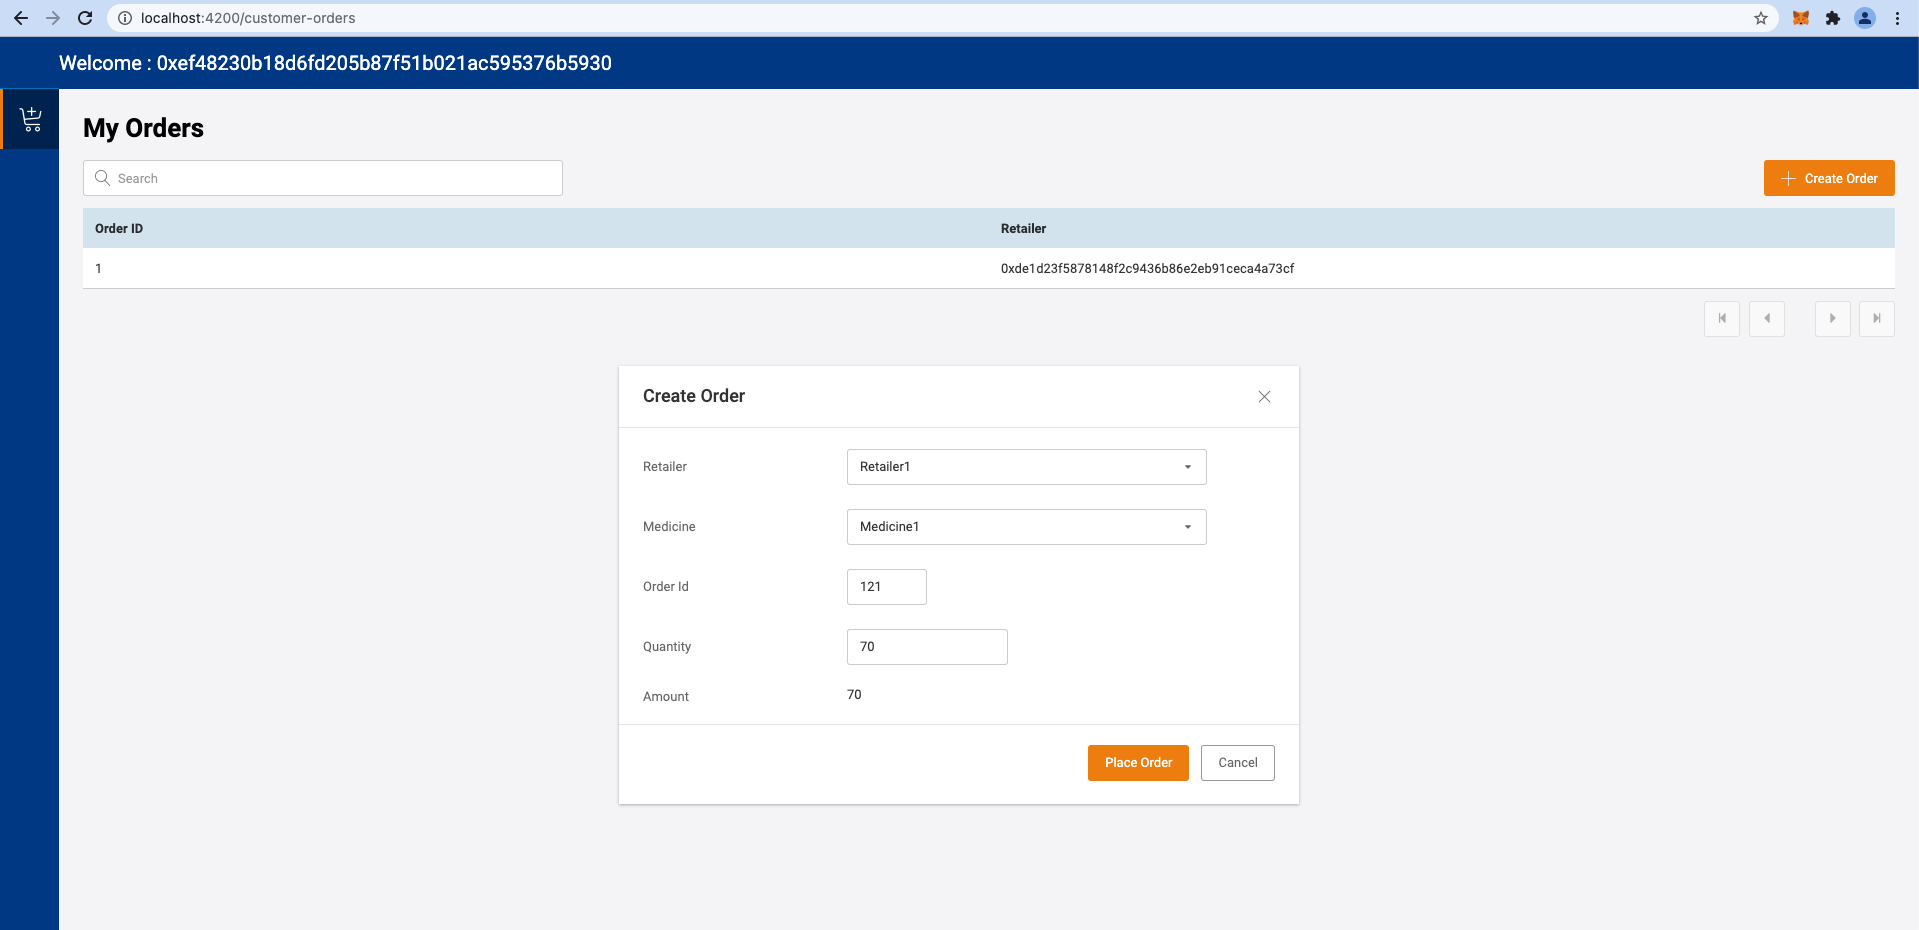 localhost:4200/customer-orders
Welcome : 0xef48230b18d6fd205b87f51b021ac595376b5930
My Orders
Search
Create Order
Order ID Retailer
1 0xde1d23f5878148f2c9436b86e2eb91ceca4a73cf
Create Order
Retailer Retailer1
Medicine Medicine1
Order Id 121
Quantity 70
Amount 70
Place Order Cancel